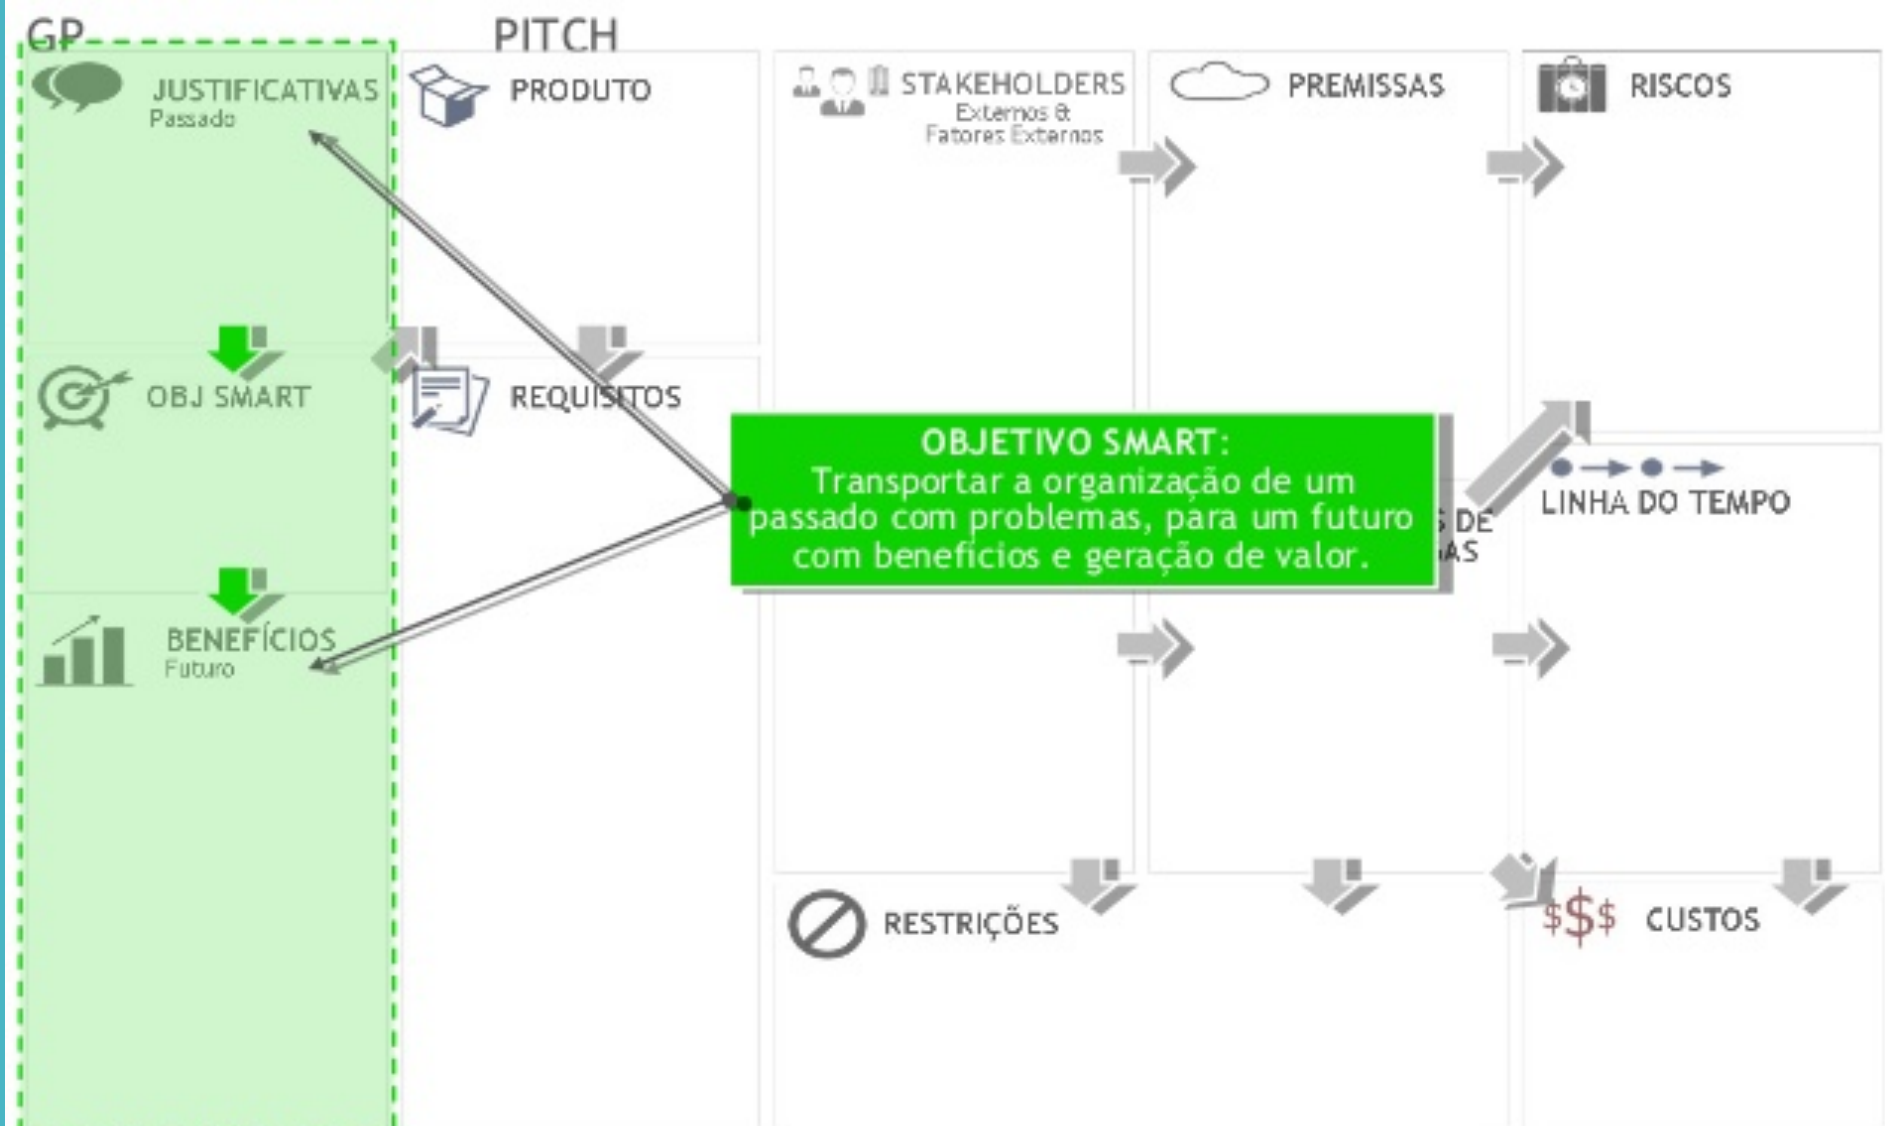 GP
PITCH
JUSTIFICATIVAS
Passado
PRODUTO
STAKEHOLDERS
Externos &
Fatores Externos
PREMISSAS
RISCOS
OBJ SMART
REQUISITOS
OBJETIVO SMART:
Transportar a organização de um
passado com problemas, para um futuro
com benefícios e geração de valor.
DE
LINHA DO TEMPO
BENEFÍCIOS
Futuro
RESTRIÇÕES
$$$ CUSTOS